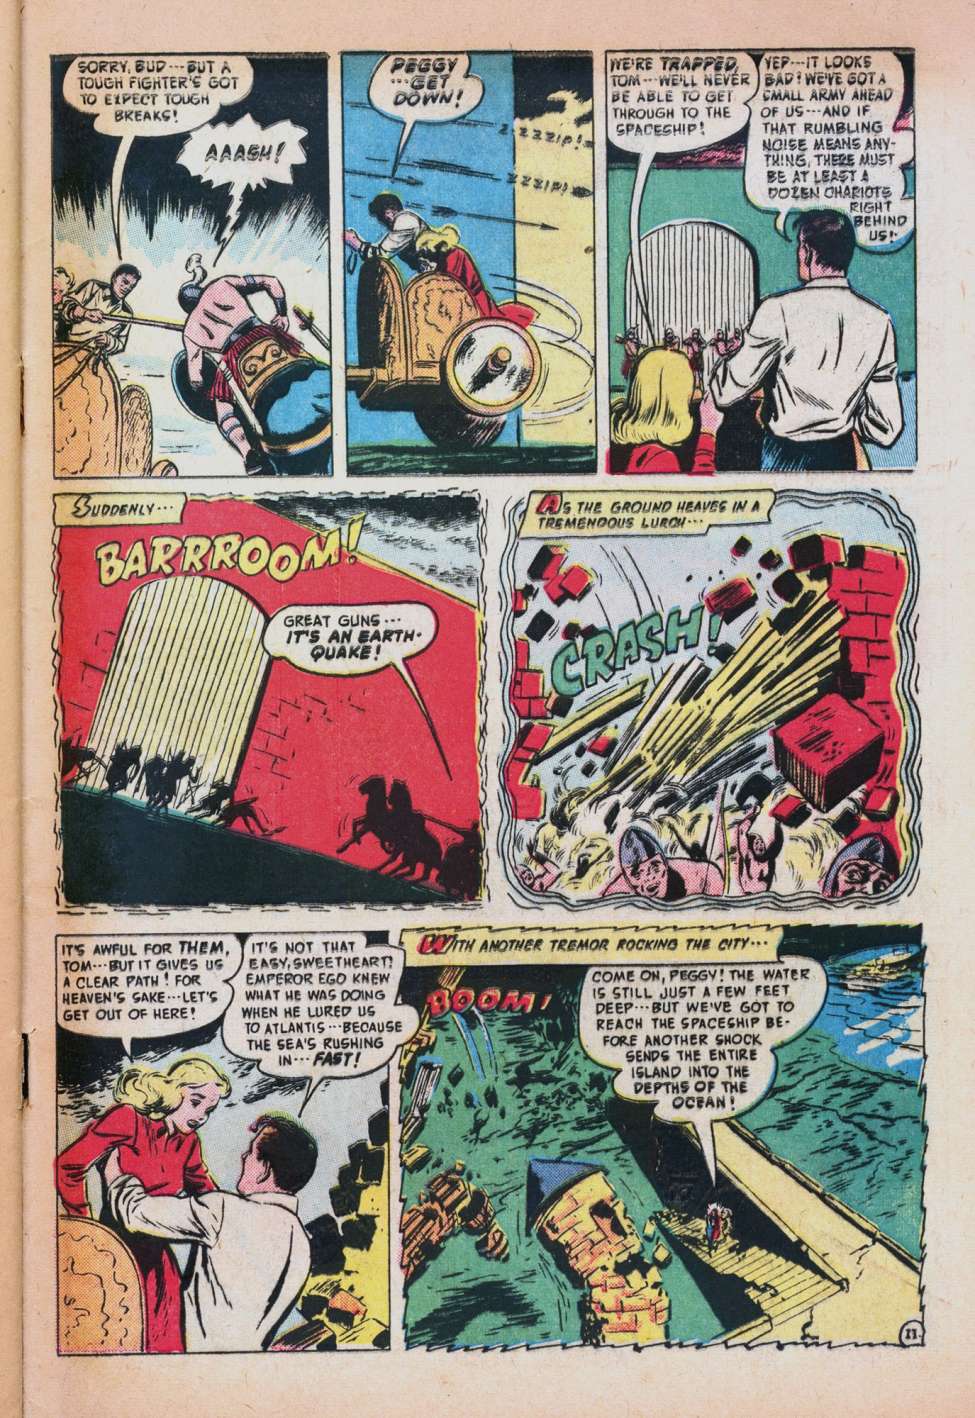 SORRY, BUD---BUT A
TOUGH FIGHTER'S GOT
TO EXPECT TOUGH
BREAKS!
AAAGH!
PEGGY
---GET
DOWN!
ZZZZIP!
ZZZIP!
WE'RE TRAPPED,
TOM---WE'LL NEVER
BE ABLE TO GET
THROUGH TO THE
SPACESHIP!
YEP---IT LOOKS
BAD! WE'VE GOT A
SMALL ARMY AHEAD
OF US---AND IF
THAT RUMBLING
NOISE MEANS ANY-
THING, THERE MUST
BE AT LEAST A
DOZEN CHARIOTS
RIGHT
BEHIND
US!
SUDDENLY---
BARRROOM!
GREAT GUNS---
IT'S AN EARTH-
QUAKE!
AS THE GROUND HEAVES IN A
TREMENDOUS LURCH---
CRASH!
IT'S AWFUL FOR THEM,
TOM---BUT IT GIVES US
A CLEAR PATH! FOR
HEAVEN'S SAKE---LET'S
GET OUT OF HERE!
IT'S NOT THAT
EASY, SWEETHEART!
EMPEROR EGO KNEW
WHAT HE WAS DOING
WHEN HE LURED US
TO ATLANTIS---BECAUSE
THE SEA'S RUSHING
IN---FAST!
WITH ANOTHER TREMOR ROCKING THE CITY---
BOOM!
COME ON, PEGGY! THE WATER
IS STILL JUST A FEW FEET
DEEP---BUT WE'VE GOT TO
REACH THE SPACESHIP BE-
FORE ANOTHER SHOCK
SENDS THE ENTIRE
ISLAND INTO THE
DEPTHS OF THE
OCEAN!
11